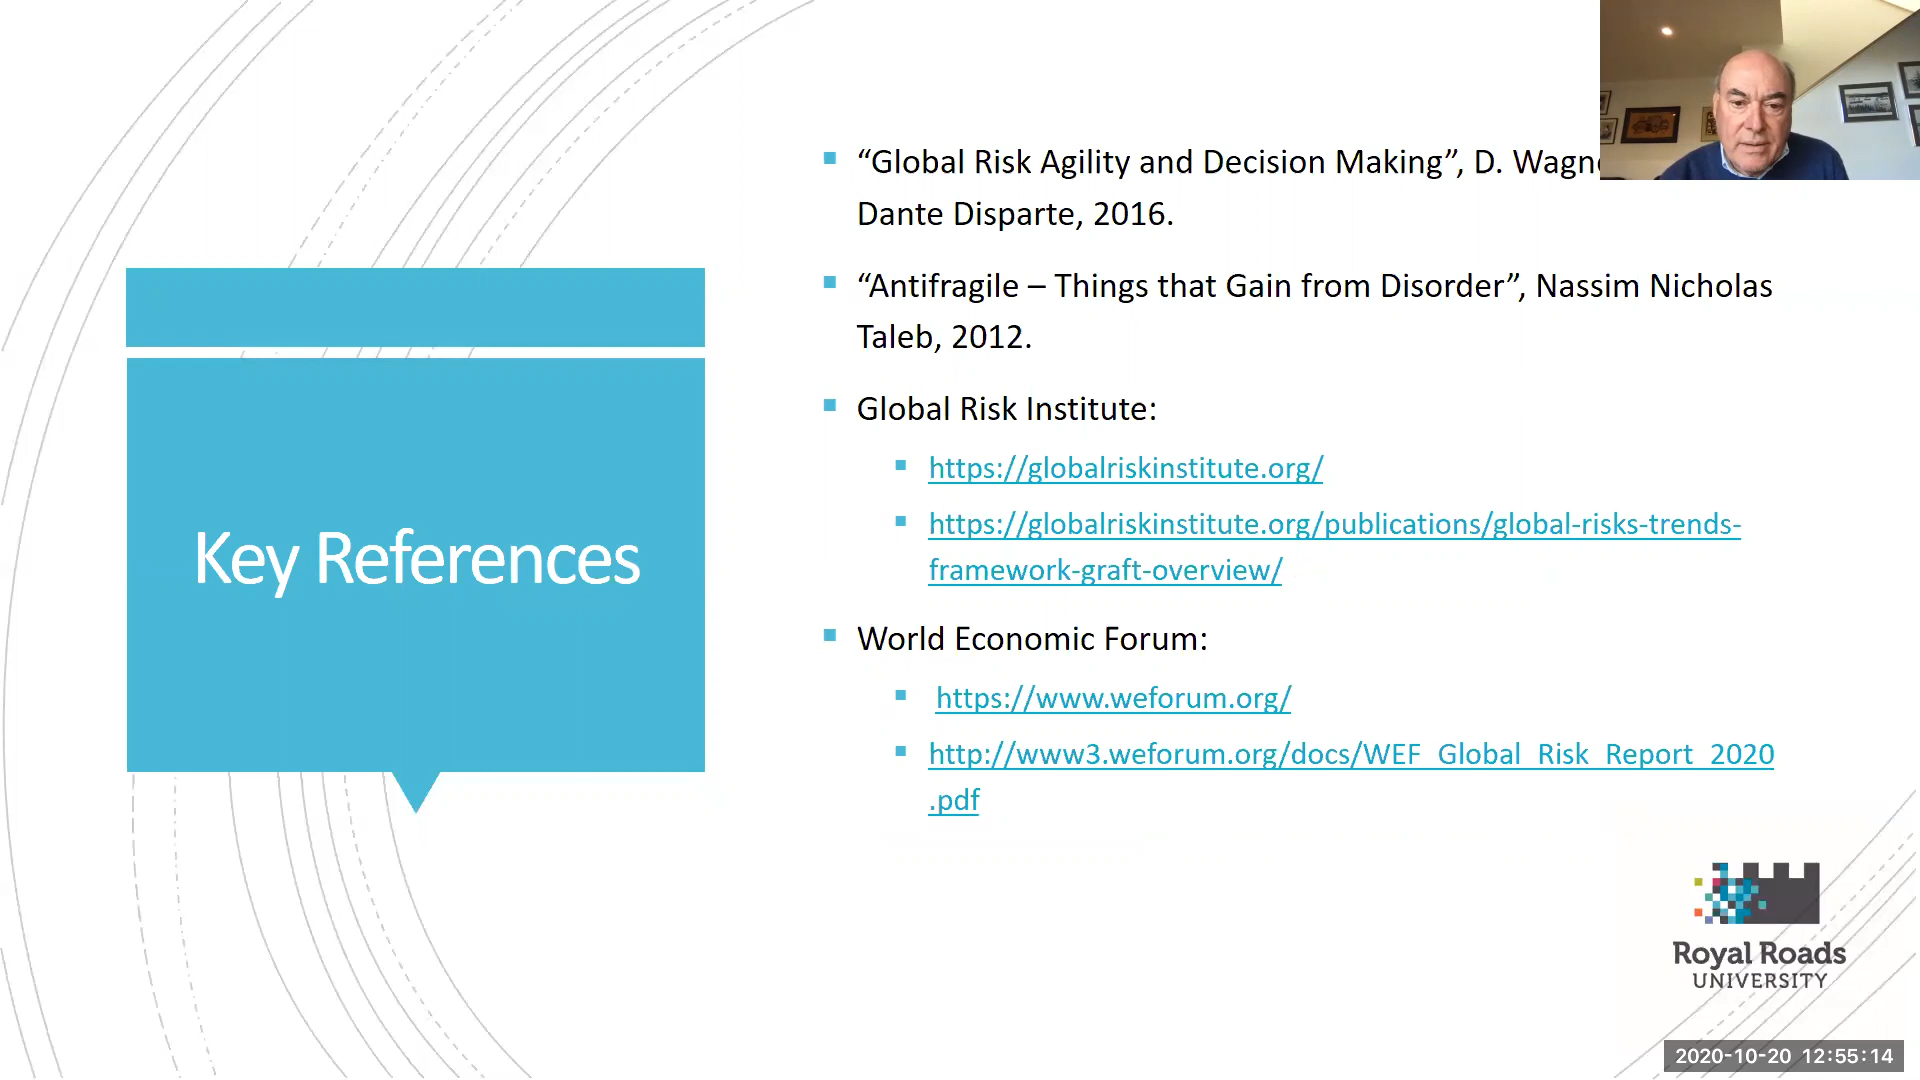 “Global Risk Agility and Decision Making”, D.
Dante Disparte, 2016.
“Antifragile – Things that Gain from Disorder”, Nassim Nicholas
Taleb, 2012.
Global Risk Institute:
https://globalriskinstitute.org/
https://globalriskinstitute.org/publications/global-risks-trends-
framework-graft-overview/
World Economic Forum:
https://www.weforum.org/
http://www3.weforum.org/docs/WEF_Global_Risk_Report_2020
.pdf
Key References
Royal Roads
UNIVERSITY
2020-10-20 12:55:14